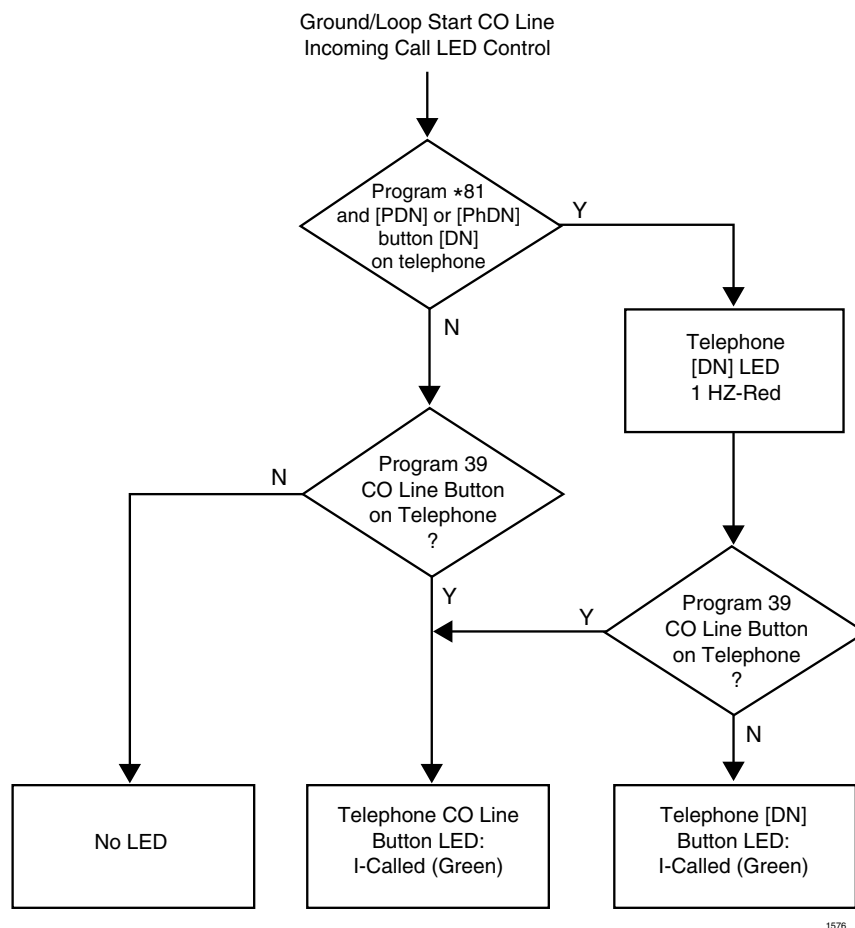 Ground/Loop Start CO Line
Incoming Call LED Control
Program *81
and [PDN] or [PhDN]
button [DN]
on telephone
Y
N
Telephone
[DN] LED
1 HZ-Red
N
Program 39
CO Line Button
on Telephone
?
Y
Y
Program 39
CO Line Button
on Telephone
?
N
No LED
Telephone CO Line
Button LED:
I-Called (Green)
Telephone [DN]
Button LED:
I-Called (Green)
1576